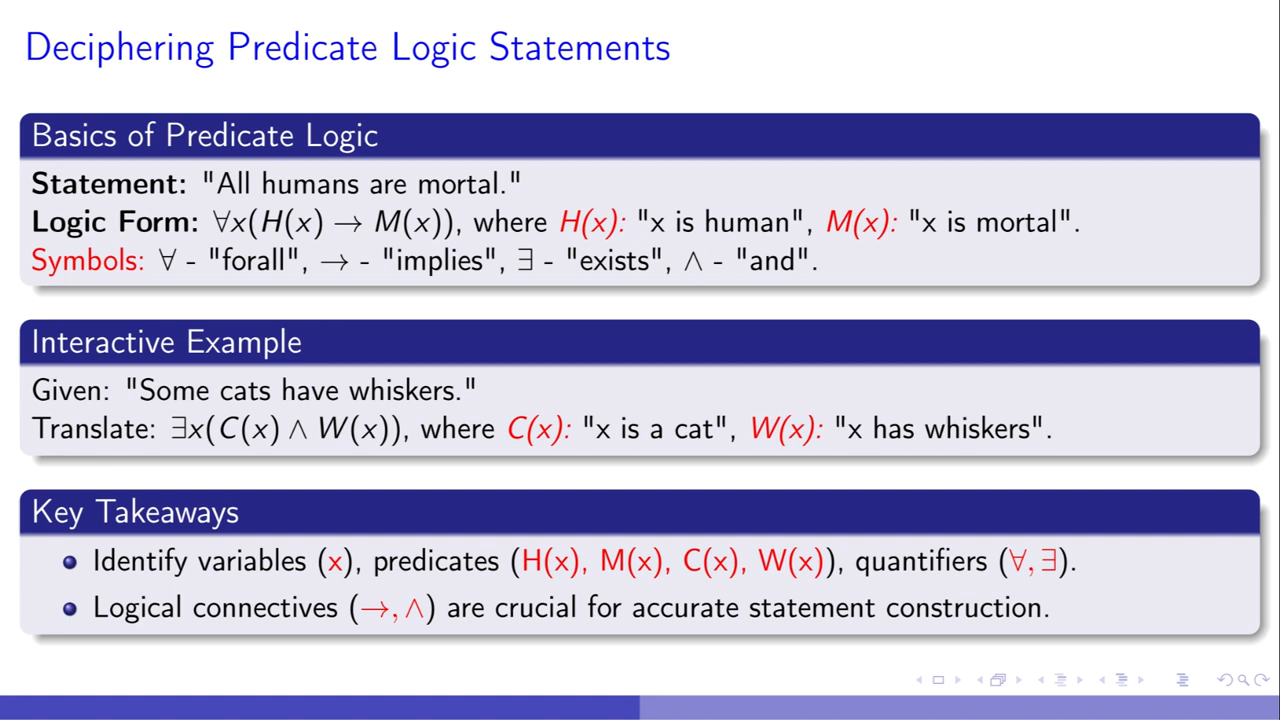 Deciphering Predicate Logic Statements
Basics of Predicate Logic
Statement: "All humans are mortal."
Logic Form: ∀x(H(x) → M(x)), where H(x): "x is human", M(x): "x is mortal".
Symbols: ∀ - "forall", → - "implies", ∃ - "exists", ∧ - "and".
Interactive Example
Given: "Some cats have whiskers."
Translate: ∃x(C(x) ∧ W(x)), where C(x): "x is a cat", W(x): "x has whiskers".
Key Takeaways
Identify variables (x), predicates (H(x), M(x), C(x), W(x)), quantifiers (∀, ∃).
Logical connectives (→, ∧) are crucial for accurate statement construction.